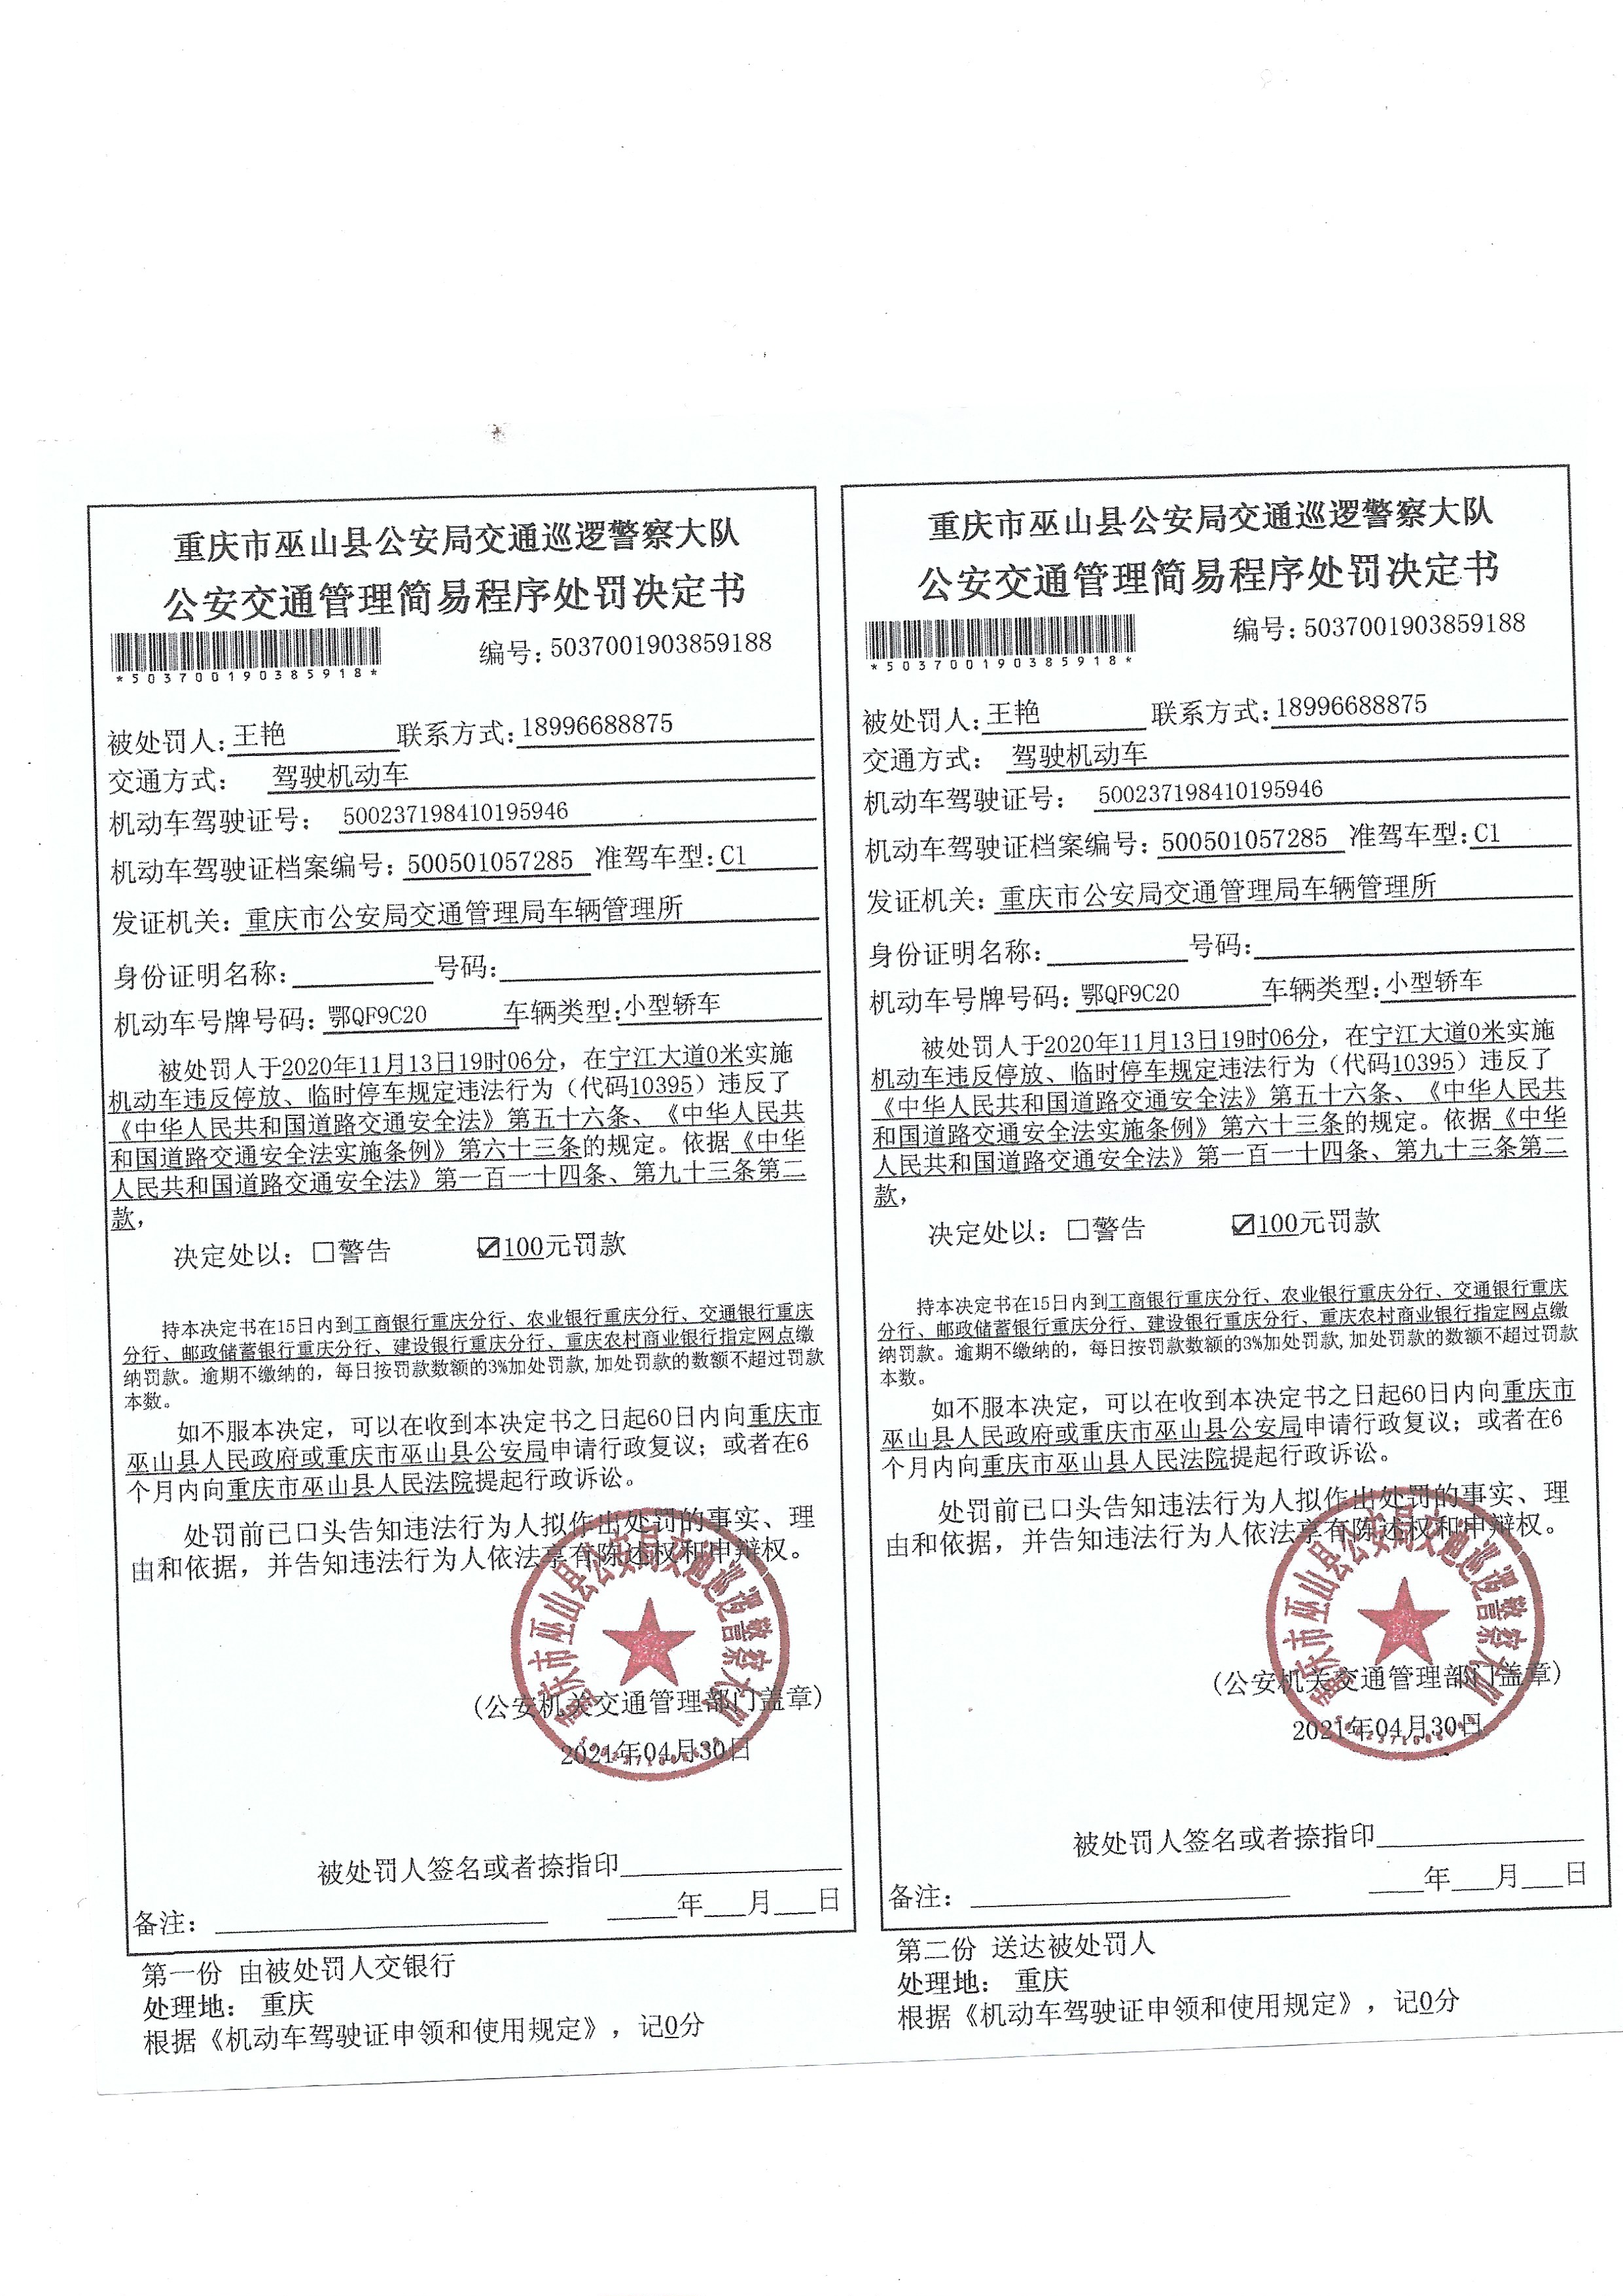 重庆市巫山县公安局交通巡逻警察大队
公安交通管理简易程序处罚决定书
编号:5037001903859188
*503700190385918*
被处罚人:王艳 联系方式:18996688875
交通方式: 驾驶机动车
机动车驾驶证号: 500237198410195946
机动车驾驶证档案编号:500501057285 准驾车型:C1
发证机关:重庆市公安局交通管理局车辆管理所
身份证明名称: 号码:
机动车号牌号码:鄂QF9C20 车辆类型:小型轿车
被处罚人于2020年11月13日19时06分，在宁江大道0米实施
机动车违反停放、临时停车规定违法行为（代码10395）违反了
《中华人民共和国道路交通安全法》第五十六条、《中华人民共
和国道路交通安全法实施条例》第六十三条的规定。依据《中华
人民共和国道路交通安全法》第一百一十四条、第九十三条第二
款，
决定处以：□警告 ☑100元罚款
持本决定书在15日内到工商银行重庆分行、农业银行重庆分行、交通银行重庆
分行、邮政储蓄银行重庆分行、建设银行重庆分行、重庆农村商业银行指定网点缴
纳罚款。逾期不缴纳的，每日按罚款数额的3%加处罚款,加处罚款的数额不超过罚款
本数。
如不服本决定，可以在收到本决定书之日起60日内向重庆市
巫山县人民政府或重庆市巫山县公安局申请行政复议；或者在6
个月内向重庆市巫山县人民法院提起行政诉讼。
处罚前已口头告知违法行为人拟作出处罚的事实、理
由和依据，并告知违法行为人依法享有陈述权和申辩权。
重庆市巫山县公安局交通巡逻警察大队
(公安机关交通管理部门盖章)
2021年04月30日
被处罚人签名或者捺指印
备注： 年 月 日
第一份 由被处罚人交银行
处理地： 重庆
根据《机动车驾驶证申领和使用规定》，记0分
重庆市巫山县公安局交通巡逻警察大队
公安交通管理简易程序处罚决定书
编号:5037001903859188
*503700190385918*
被处罚人:王艳 联系方式:18996688875
交通方式: 驾驶机动车
机动车驾驶证号: 500237198410195946
机动车驾驶证档案编号:500501057285 准驾车型:C1
发证机关:重庆市公安局交通管理局车辆管理所
身份证明名称: 号码:
机动车号牌号码:鄂QF9C20 车辆类型:小型轿车
被处罚人于2020年11月13日19时06分，在宁江大道0米实施
机动车违反停放、临时停车规定违法行为（代码10395）违反了
《中华人民共和国道路交通安全法》第五十六条、《中华人民共
和国道路交通安全法实施条例》第六十三条的规定。依据《中华
人民共和国道路交通安全法》第一百一十四条、第九十三条第二
款，
决定处以：□警告 ☑100元罚款
持本决定书在15日内到工商银行重庆分行、农业银行重庆分行、交通银行重庆
分行、邮政储蓄银行重庆分行、建设银行重庆分行、重庆农村商业银行指定网点缴
纳罚款。逾期不缴纳的，每日按罚款数额的3%加处罚款,加处罚款的数额不超过罚款
本数。
如不服本决定，可以在收到本决定书之日起60日内向重庆市
巫山县人民政府或重庆市巫山县公安局申请行政复议；或者在6
个月内向重庆市巫山县人民法院提起行政诉讼。
处罚前已口头告知违法行为人拟作出处罚的事实、理
由和依据，并告知违法行为人依法享有陈述权和申辩权。
重庆市巫山县公安局交通巡逻警察大队
(公安机关交通管理部门盖章)
2021年04月30日
被处罚人签名或者捺指印
备注： 年 月 日
第二份 送达被处罚人
处理地： 重庆
根据《机动车驾驶证申领和使用规定》，记0分